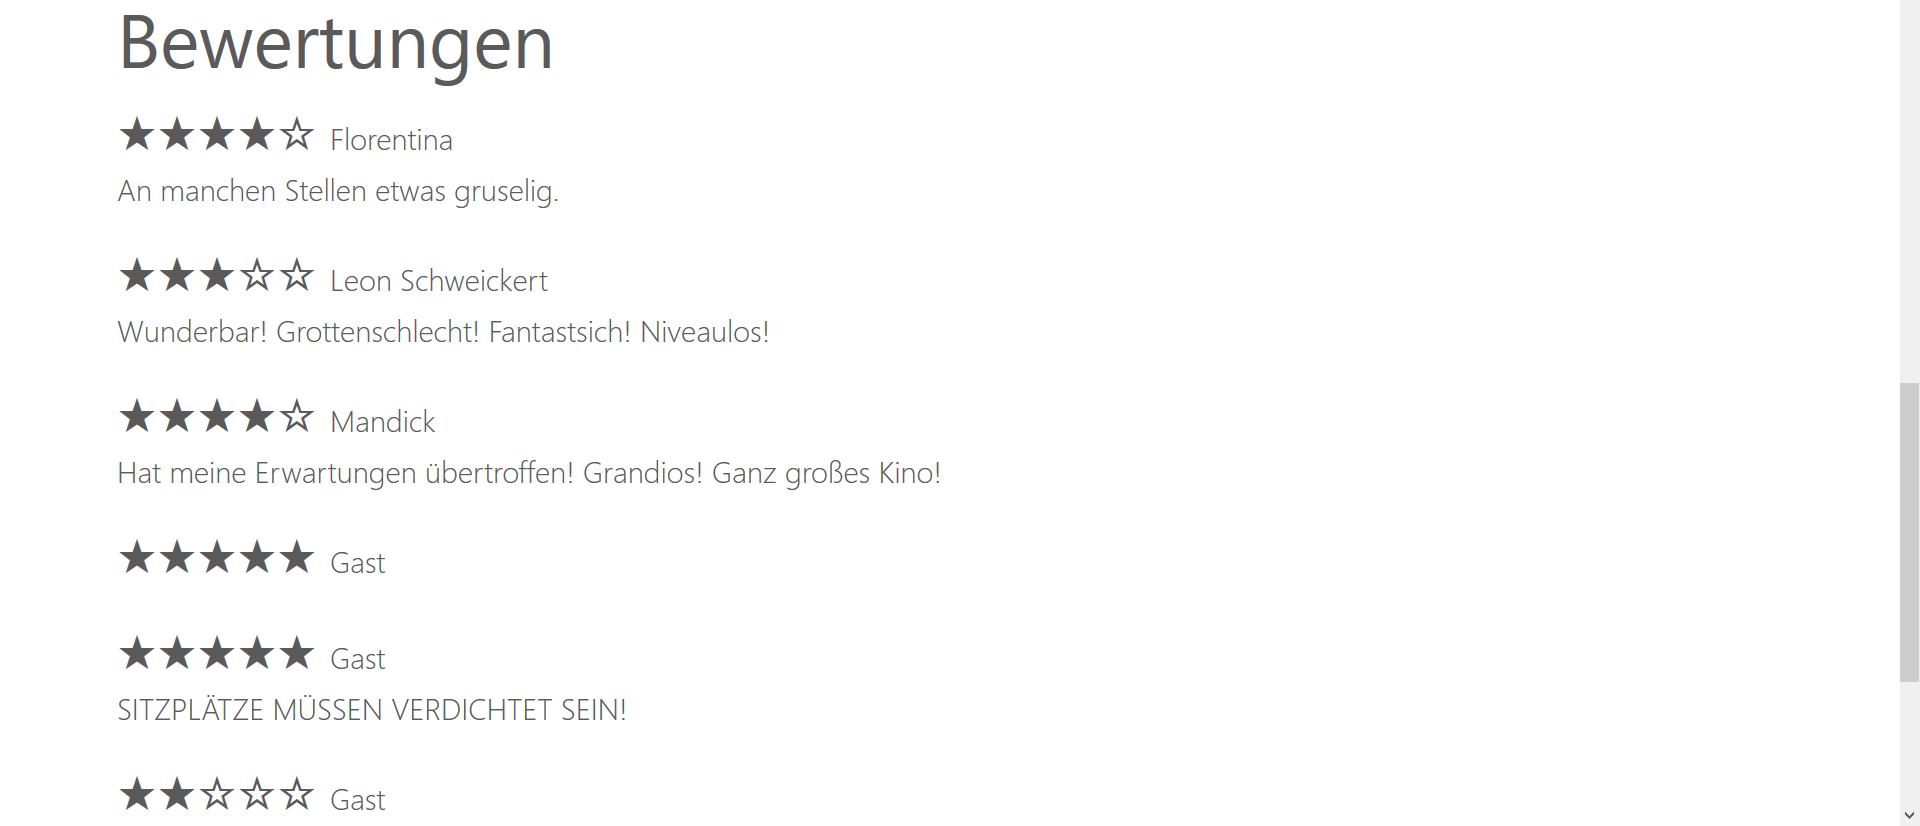 Bewertungen
★★★★☆ Florentina
An manchen Stellen etwas gruselig.
★★★☆☆ Leon Schweickert
Wunderbar! Grottenschlecht! Fantastsich! Niveaulos!
★★★★☆ Mandick
Hat meine Erwartungen übertroffen! Grandios! Ganz großes Kino!
★★★★★ Gast
★★★★★ Gast
SITZPLÄTZE MÜSSEN VERDICHTET SEIN!
★★☆☆☆ Gast